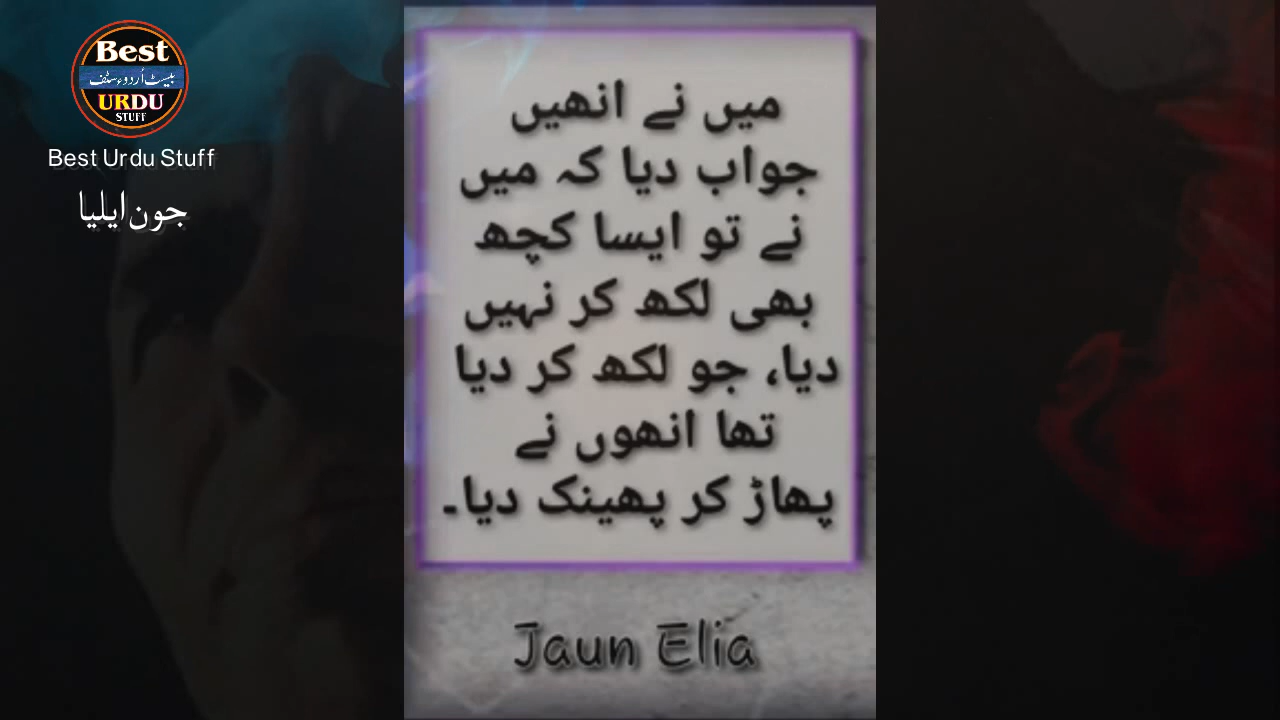 Best
بیسٹ اُردوء سٹف
URDU
STUFF
Best Urdu Stuff
جون ایلیا
میں نے انھیں
جواب دیا کہ میں
نے تو ایسا کچھ
بھی لکھ کر نہیں
دیا، جو لکھ کر دیا
تھا انھوں نے
پھاڑ کر پھینک دیا۔
Jaun Elia